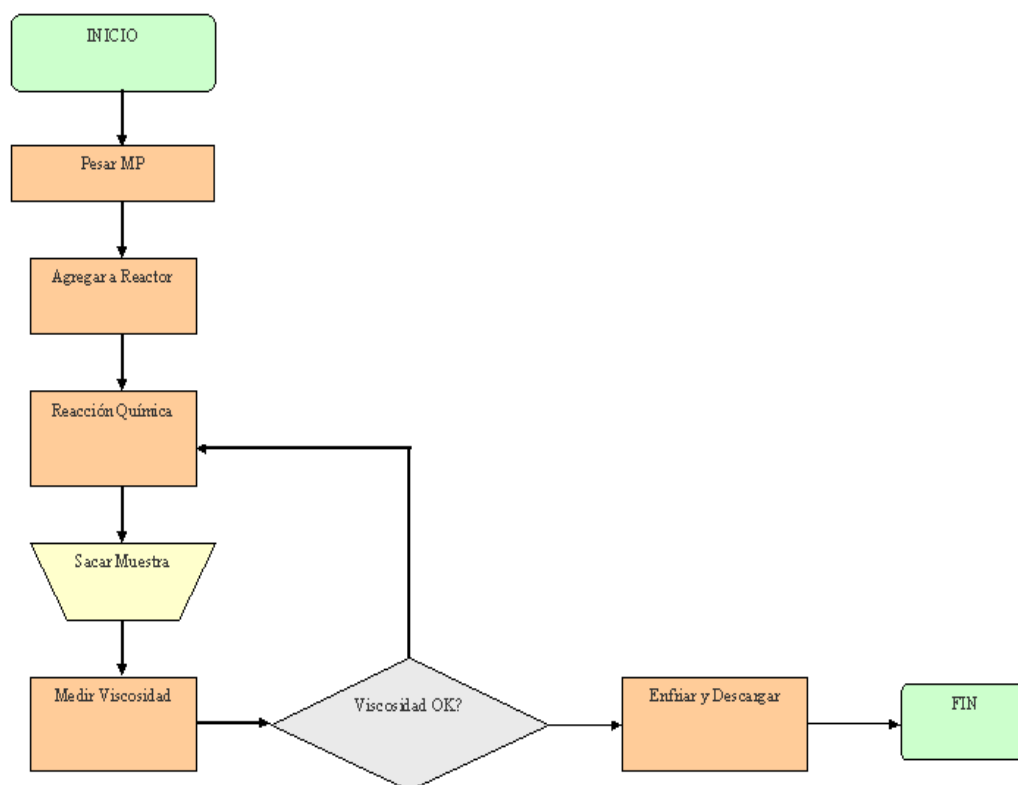 INICIO
Pesar MP
Agregar a Reactor
Reacción Química
Sacar Muestra
Medir Viscosidad
Viscosidad OK?
Enfriar y Descargar
FIN